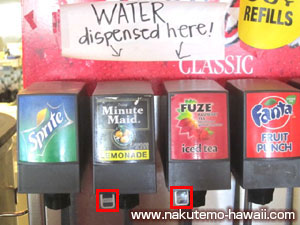 WATER
dispensed here!
REFILLS
CLASSIC
Sprite
Minute
Maid.
LEMONADE
FUZE
iced tea
Fanta
FRUIT
PUNCH
www.nakutemo-hawaii.com